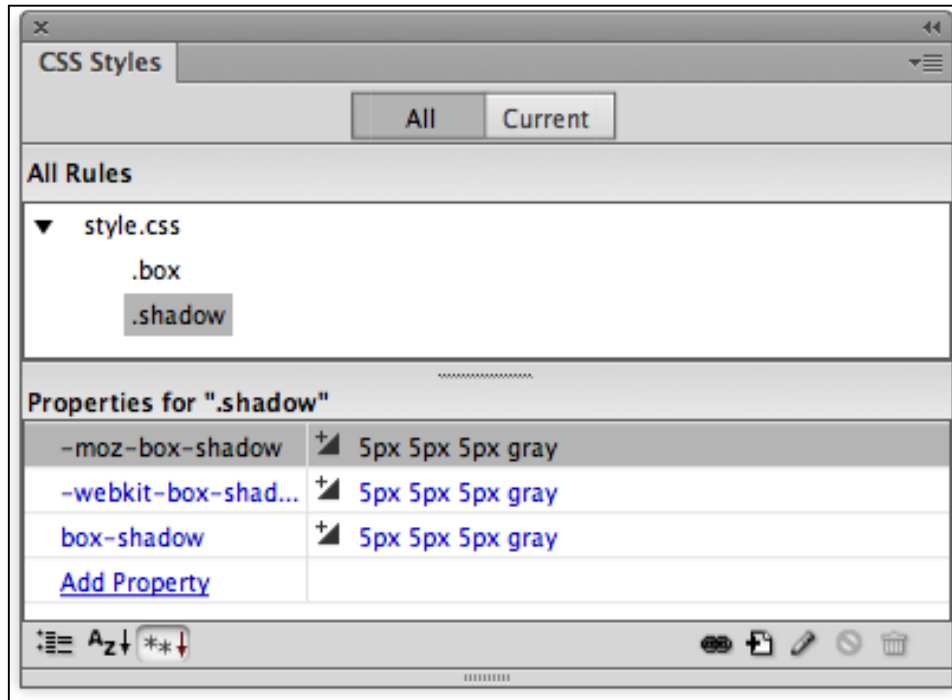 CSS Styles
All Current
All Rules
style.css
.box
.shadow
Properties for ".shadow"
-moz-box-shadow 5px 5px 5px gray
-webkit-box-shad... 5px 5px 5px gray
box-shadow 5px 5px 5px gray
Add Property
Az↓ **↓